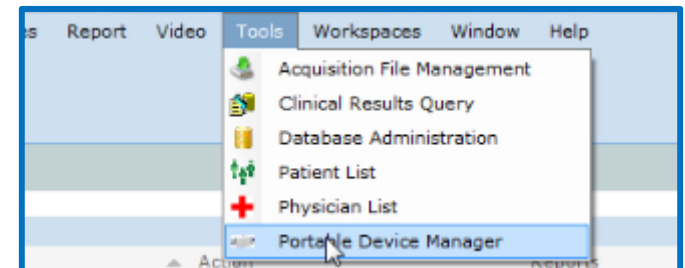 Report Video Tools Workspaces Window Help
Acquisition File Management
Clinical Results Query
Database Administration
Patient List
Physician List
Portable Device Manager
Action Reports